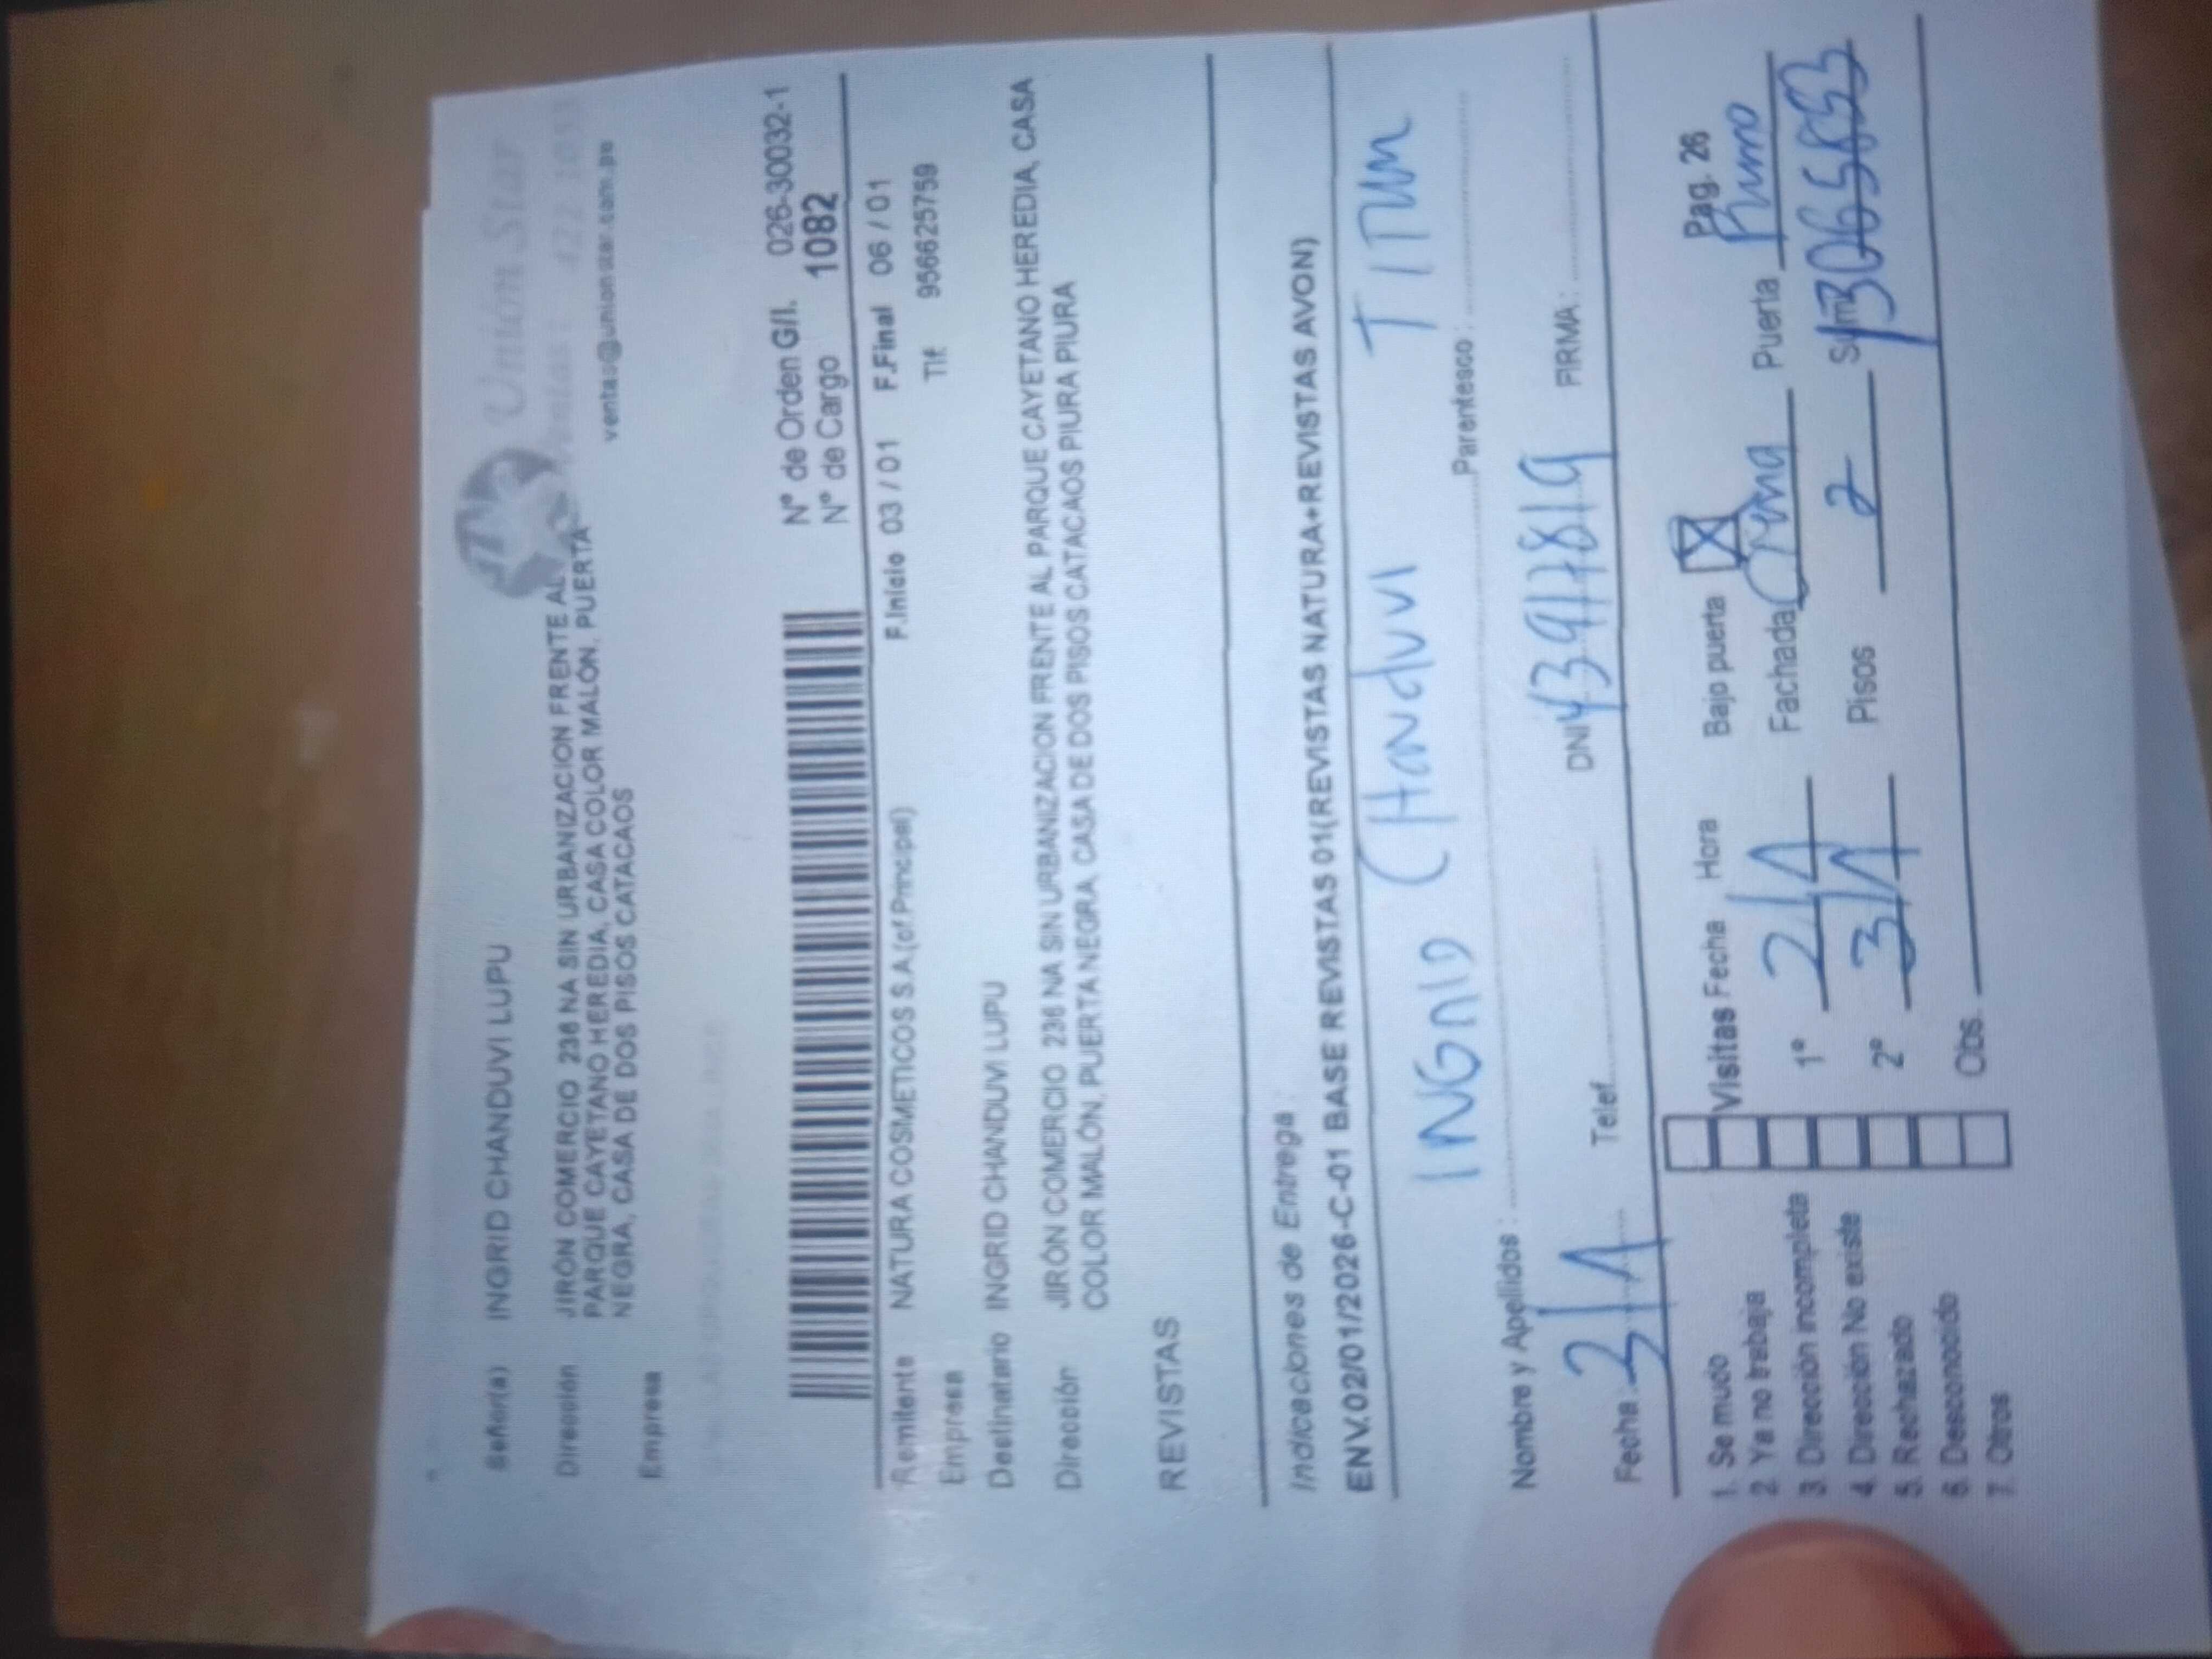 Unión Star
Ventas: 422 1033
ventas@unionstar.com.pe
Señor(a) INGRID CHANDUVI LUPU
Dirección JIRÓN COMERCIO 236 NA SIN URBANIZACION FRENTE AL
PARQUE CAYETANO HEREDIA, CASA COLOR MALÓN, PUERTA
NEGRA, CASA DE DOS PISOS CATACAOS
Empresa
N° de Orden G/I. 026-30032-1
N° de Cargo 1082
Remitente NATURA COSMETICOS S.A.(of.Principal) F.Inicio 03 / 01 F.Final 06 / 01
Empresa Tlf. 956625759
Destinatario INGRID CHANDUVI LUPU
Dirección JIRÓN COMERCIO 236 NA SIN URBANIZACION FRENTE AL PARQUE CAYETANO HEREDIA, CASA
COLOR MALÓN, PUERTA NEGRA, CASA DE DOS PISOS CATACAOS PIURA PIURA
REVISTAS
Indicaciones de Entrega :
ENV.02/01/2026-C-01 BASE REVISTAS 01(REVISTAS NATURA+REVISTAS AVON)
INGRID CHANDUVI TITUL
Nombre y Apellidos : Parentesco :
Fecha : 3/1 Telef. DNI 43917819 FIRMA :
Pag. 26
1. Se mudo Visitas Fecha Hora Bajo puerta
2. Ya no trabaja 1° 2/1 Fachada Crema Puerta
3. Dirección incompleta
4. Dirección No existe 2° 3/1 Pisos 2
5. Rechazado
6. Desconocido Obs.
7. Otros